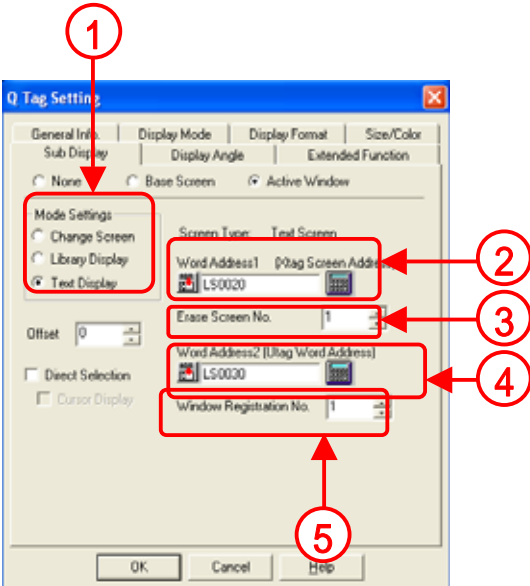 1
Q Tag Setting
General Info. Display Mode Display Format Size/Color
Sub Display Display Angle Extended Function
None Base Screen Active Window
Mode Settings
Change Screen
Library Display
Text Display
Screen Type: Text Screen
Word Address1 (Xtag Screen Address
LS0020
2
Erase Screen No. 1
3
Offset 0
Word Address2 (Utag Word Address)
LS0030
4
Direct Selection
Cursor Display
Window Registration No. 1
5
OK Cancel Help